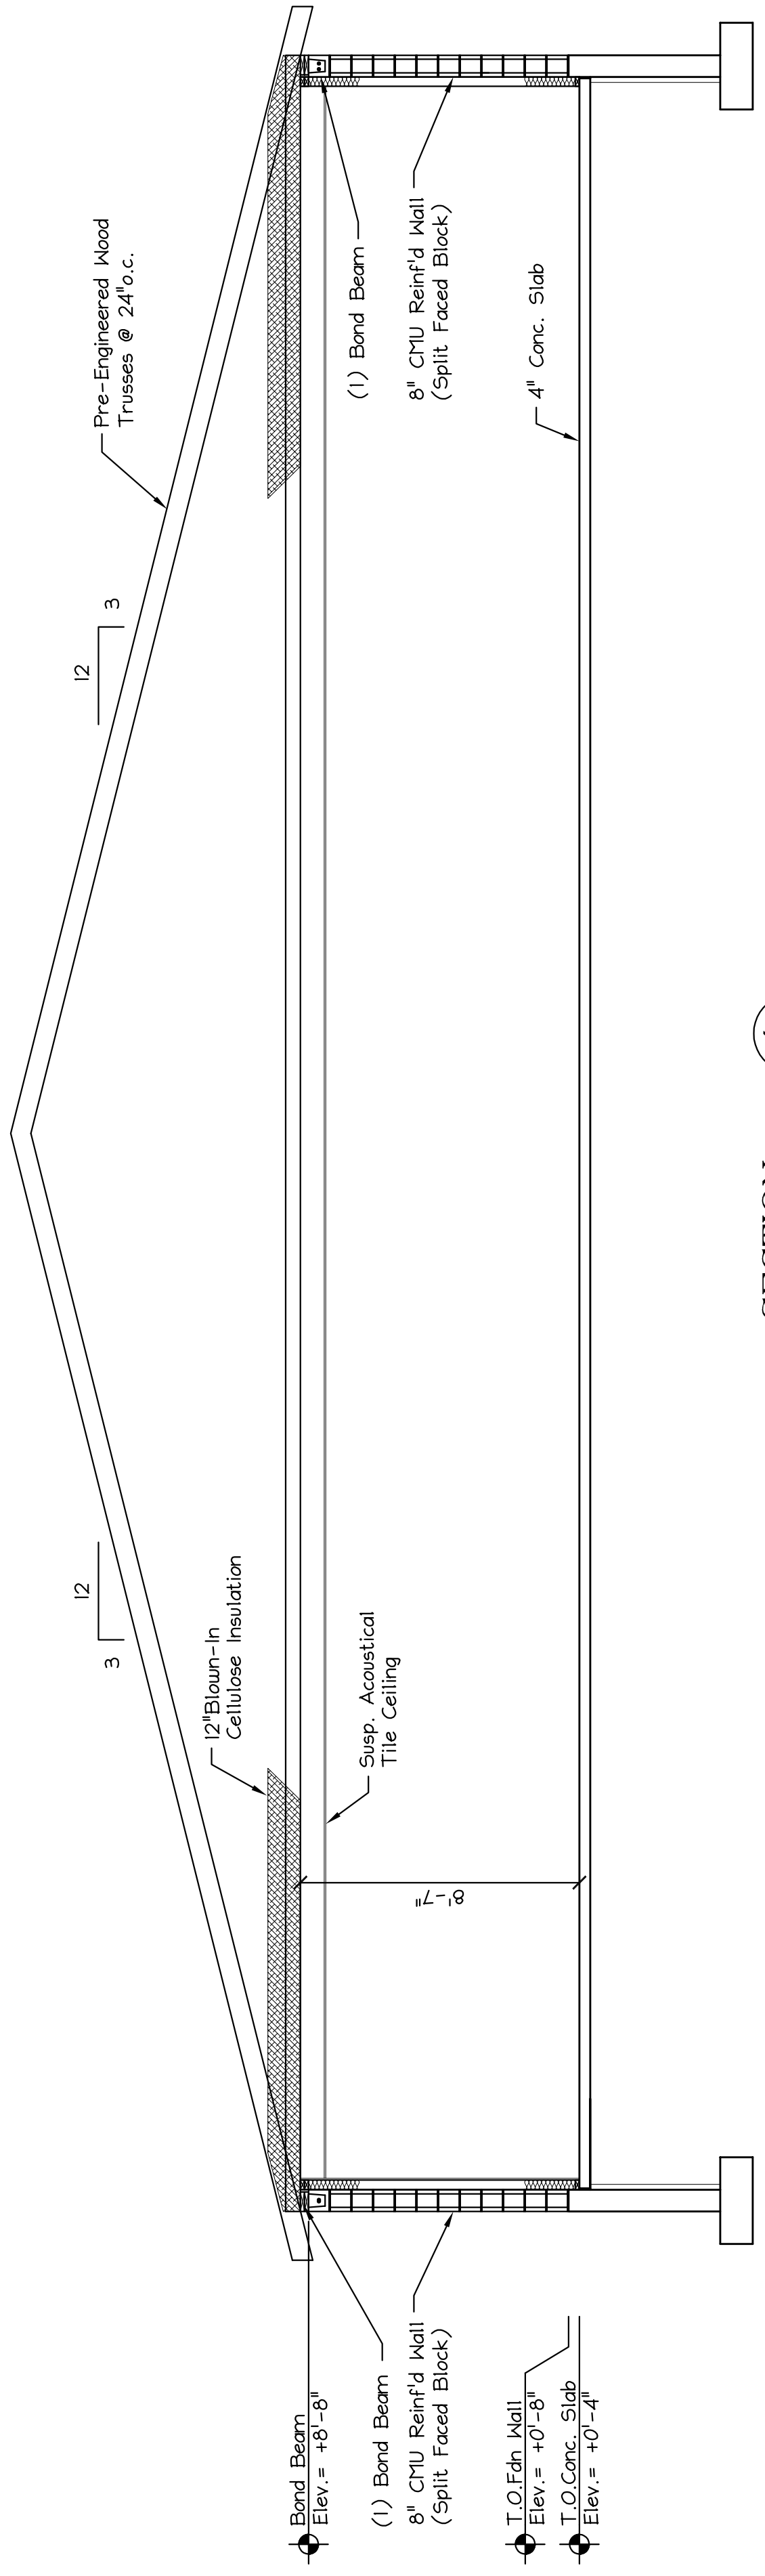 12
3
12
3
Pre-Engineered Wood
Trusses @ 24"o.c.
12"Blown-In
Cellulose Insulation
Bond Beam
Elev.= +8'-8"
(1) Bond Beam
8" CMU Reinf'd Wall
(Split Faced Block)
T.O.Fdn Wall
Elev.= +0'-8"
T.O.Conc. Slab
Elev.= +0'-4"
8'-7"
Susp. Acoustical
Tile Ceiling
(1) Bond Beam
8" CMU Reinf'd Wall
(Split Faced Block)
4" Conc. Slab